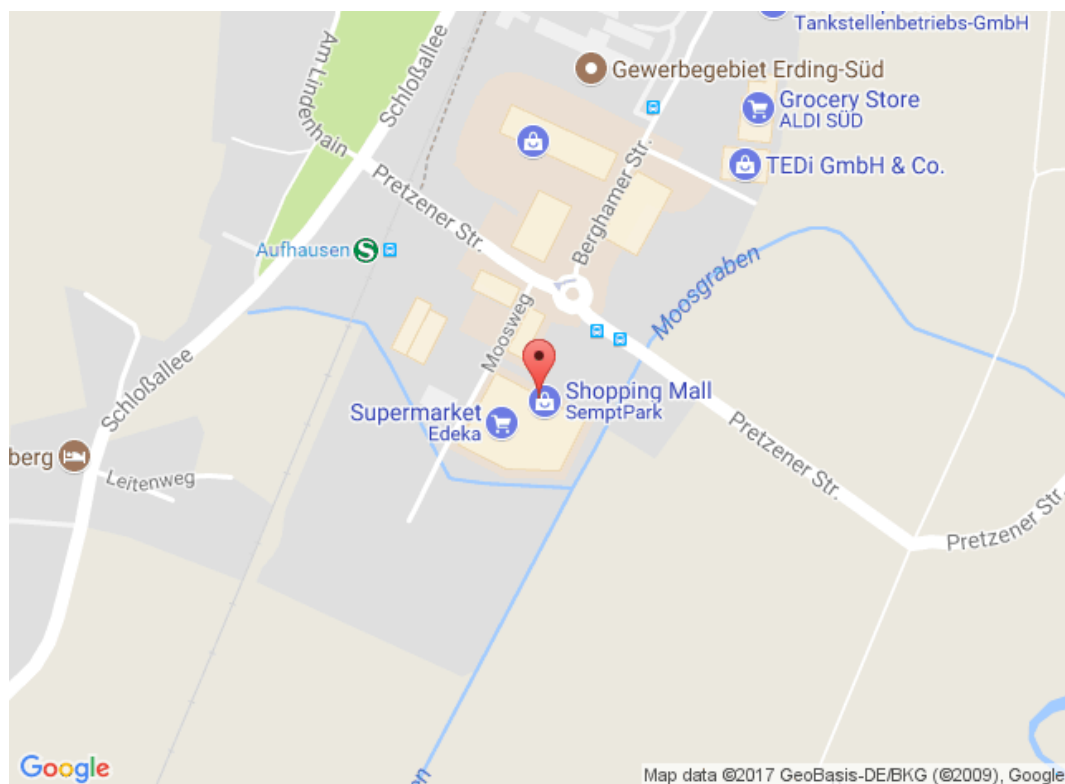 Tankstellenbetriebs-GmbH
Gewerbegebiet Erding-Süd
Grocery Store
ALDI SÜD
TEDi GmbH & Co.
Am Lindenhain
Schloßallee
Pretzener Str.
Berghamer Str.
Aufhausen S
Moosgraben
Moosweg
Shopping Mall
SemptPark
Supermarket
Edeka
Schloßallee
Pretzener Str.
berg
Leitenweg
Pretzener Str.
Google
en
Map data ©2017 GeoBasis-DE/BKG (©2009), Google